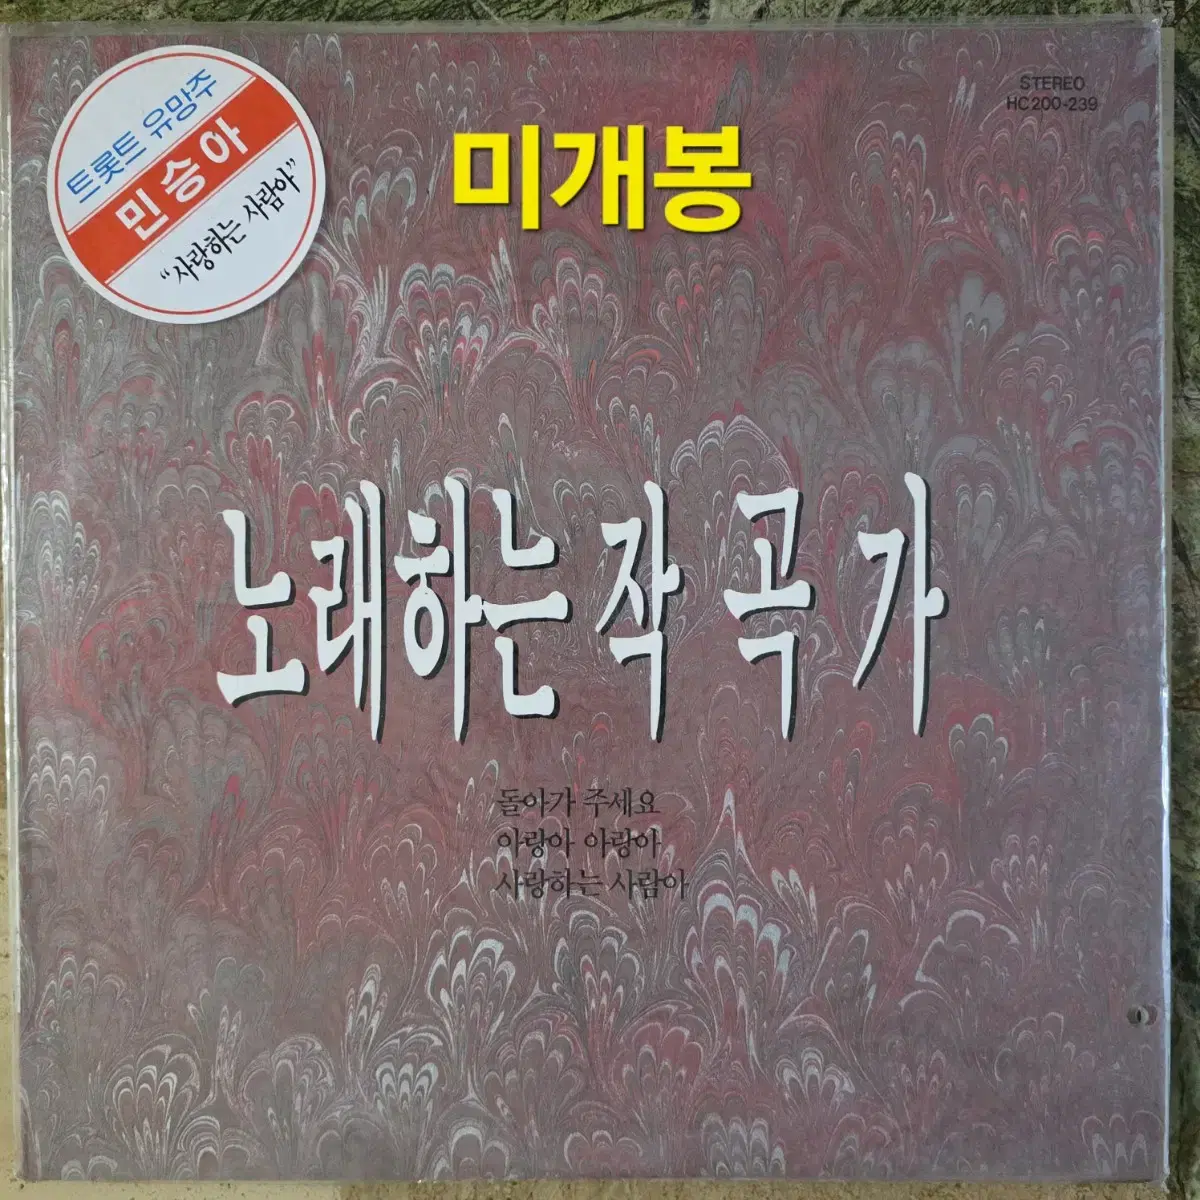 트롯트 유망주
민승아
“사랑하는 사람아”
미개봉
STEREO
HC200-239
노래하는 작곡가
돌아가 주세요
아랑아 아랑아
사랑하는 사람아